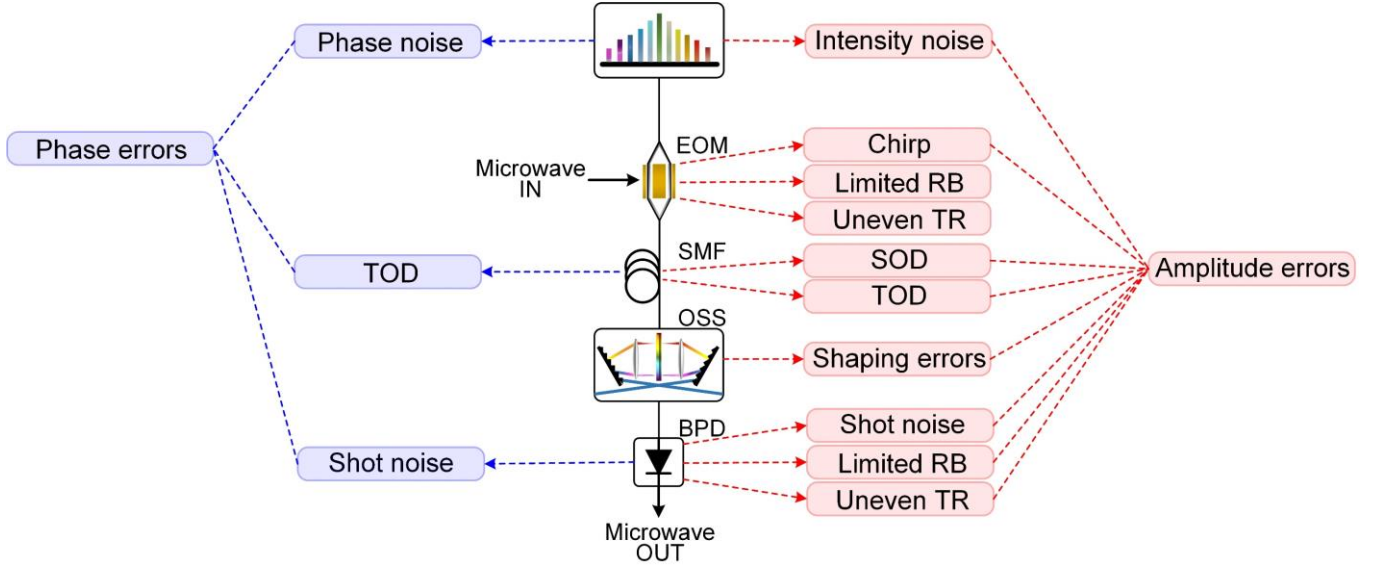 Phase noise
Intensity noise
Phase errors
EOM
Microwave
IN
Chirp
Limited RB
Uneven TR
SMF
TOD
SOD
TOD
Amplitude errors
OSS
Shaping errors
BPD
Shot noise
Shot noise
Limited RB
Uneven TR
Microwave
OUT